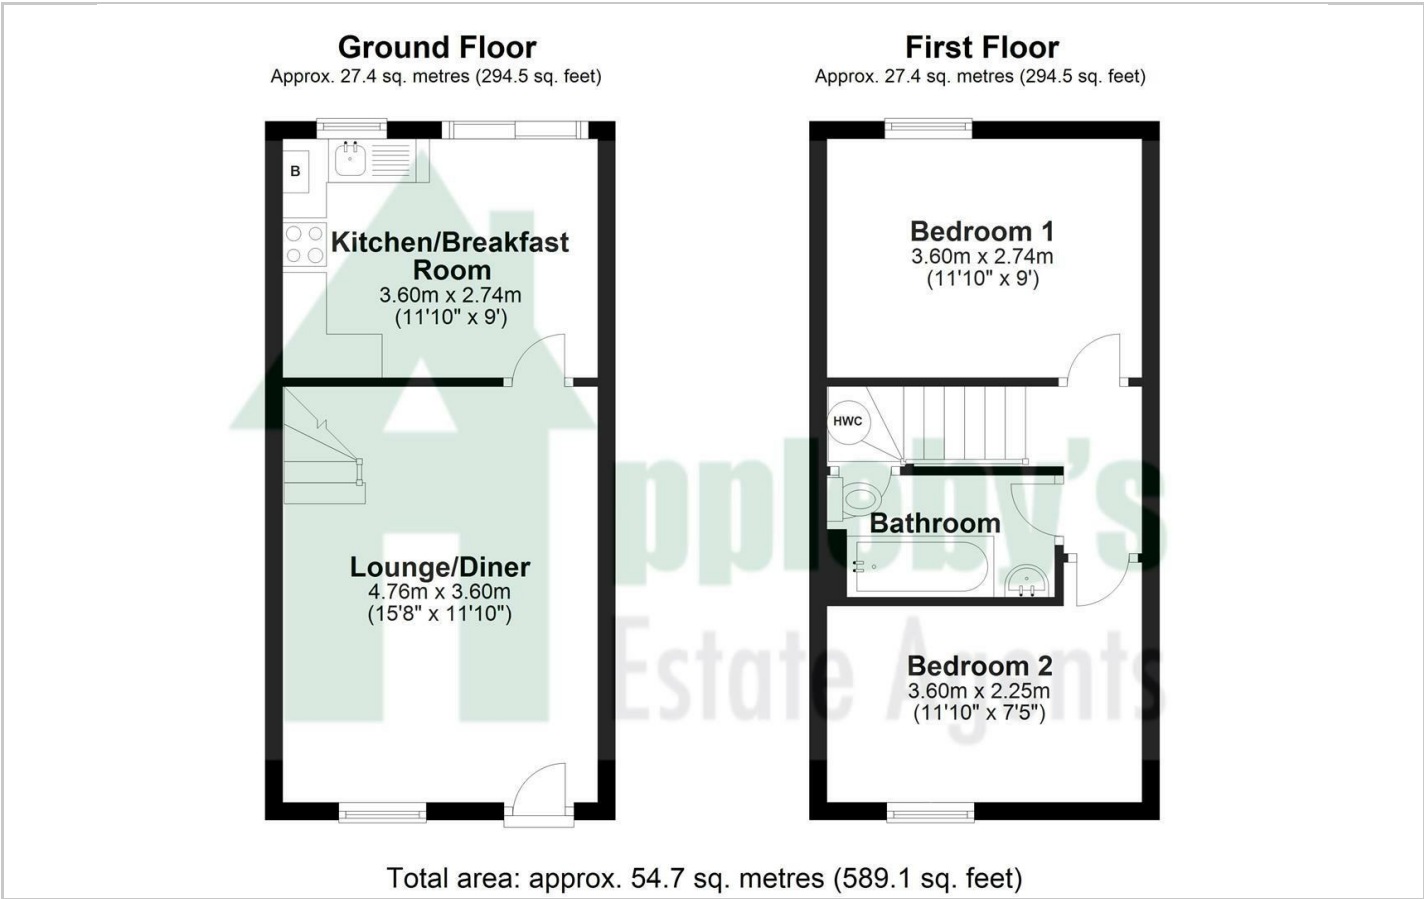 Ground Floor
Approx. 27.4 sq. metres (294.5 sq. feet)
B
Kitchen/Breakfast
Room
3.60m x 2.74m
(11'10" x 9')
Lounge/Diner
4.76m x 3.60m
(15'8" x 11'10")
First Floor
Approx. 27.4 sq. metres (294.5 sq. feet)
Bedroom 1
3.60m x 2.74m
(11'10" x 9')
HWC
Bathroom
Bedroom 2
3.60m x 2.25m
(11'10" x 7'5")
ppleby's
Estate Agents
Total area: approx. 54.7 sq. metres (589.1 sq. feet)